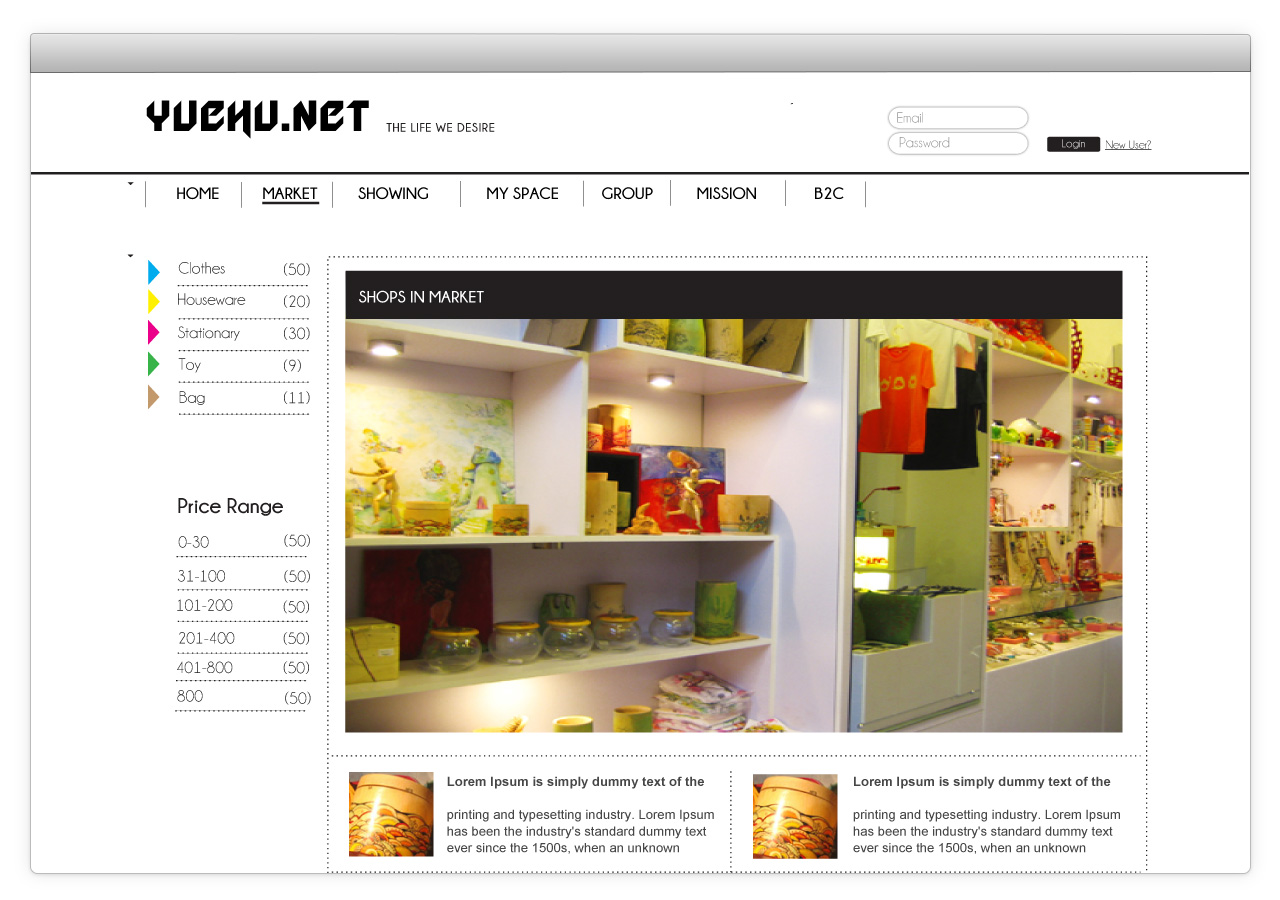 YUCHU.NET
THE LIFE WE DESIRE
Email
Password
Login New User?
HOME MARKET SHOWING MY SPACE GROUP MISSION B2C
Clothes (50)
Houseware (20)
Stationary (30)
Toy (9)
Bag (11)
Price Range
0-30 (50)
31-100 (50)
101-200 (50)
201-400 (50)
401-800 (50)
800 (50)
SHOPS IN MARKET
Lorem Ipsum is simply dummy text of the
printing and typesetting industry. Lorem Ipsum
has been the industry's standard dummy text
ever since the 1500s, when an unknown
Lorem Ipsum is simply dummy text of the
printing and typesetting industry. Lorem Ipsum
has been the industry's standard dummy text
ever since the 1500s, when an unknown